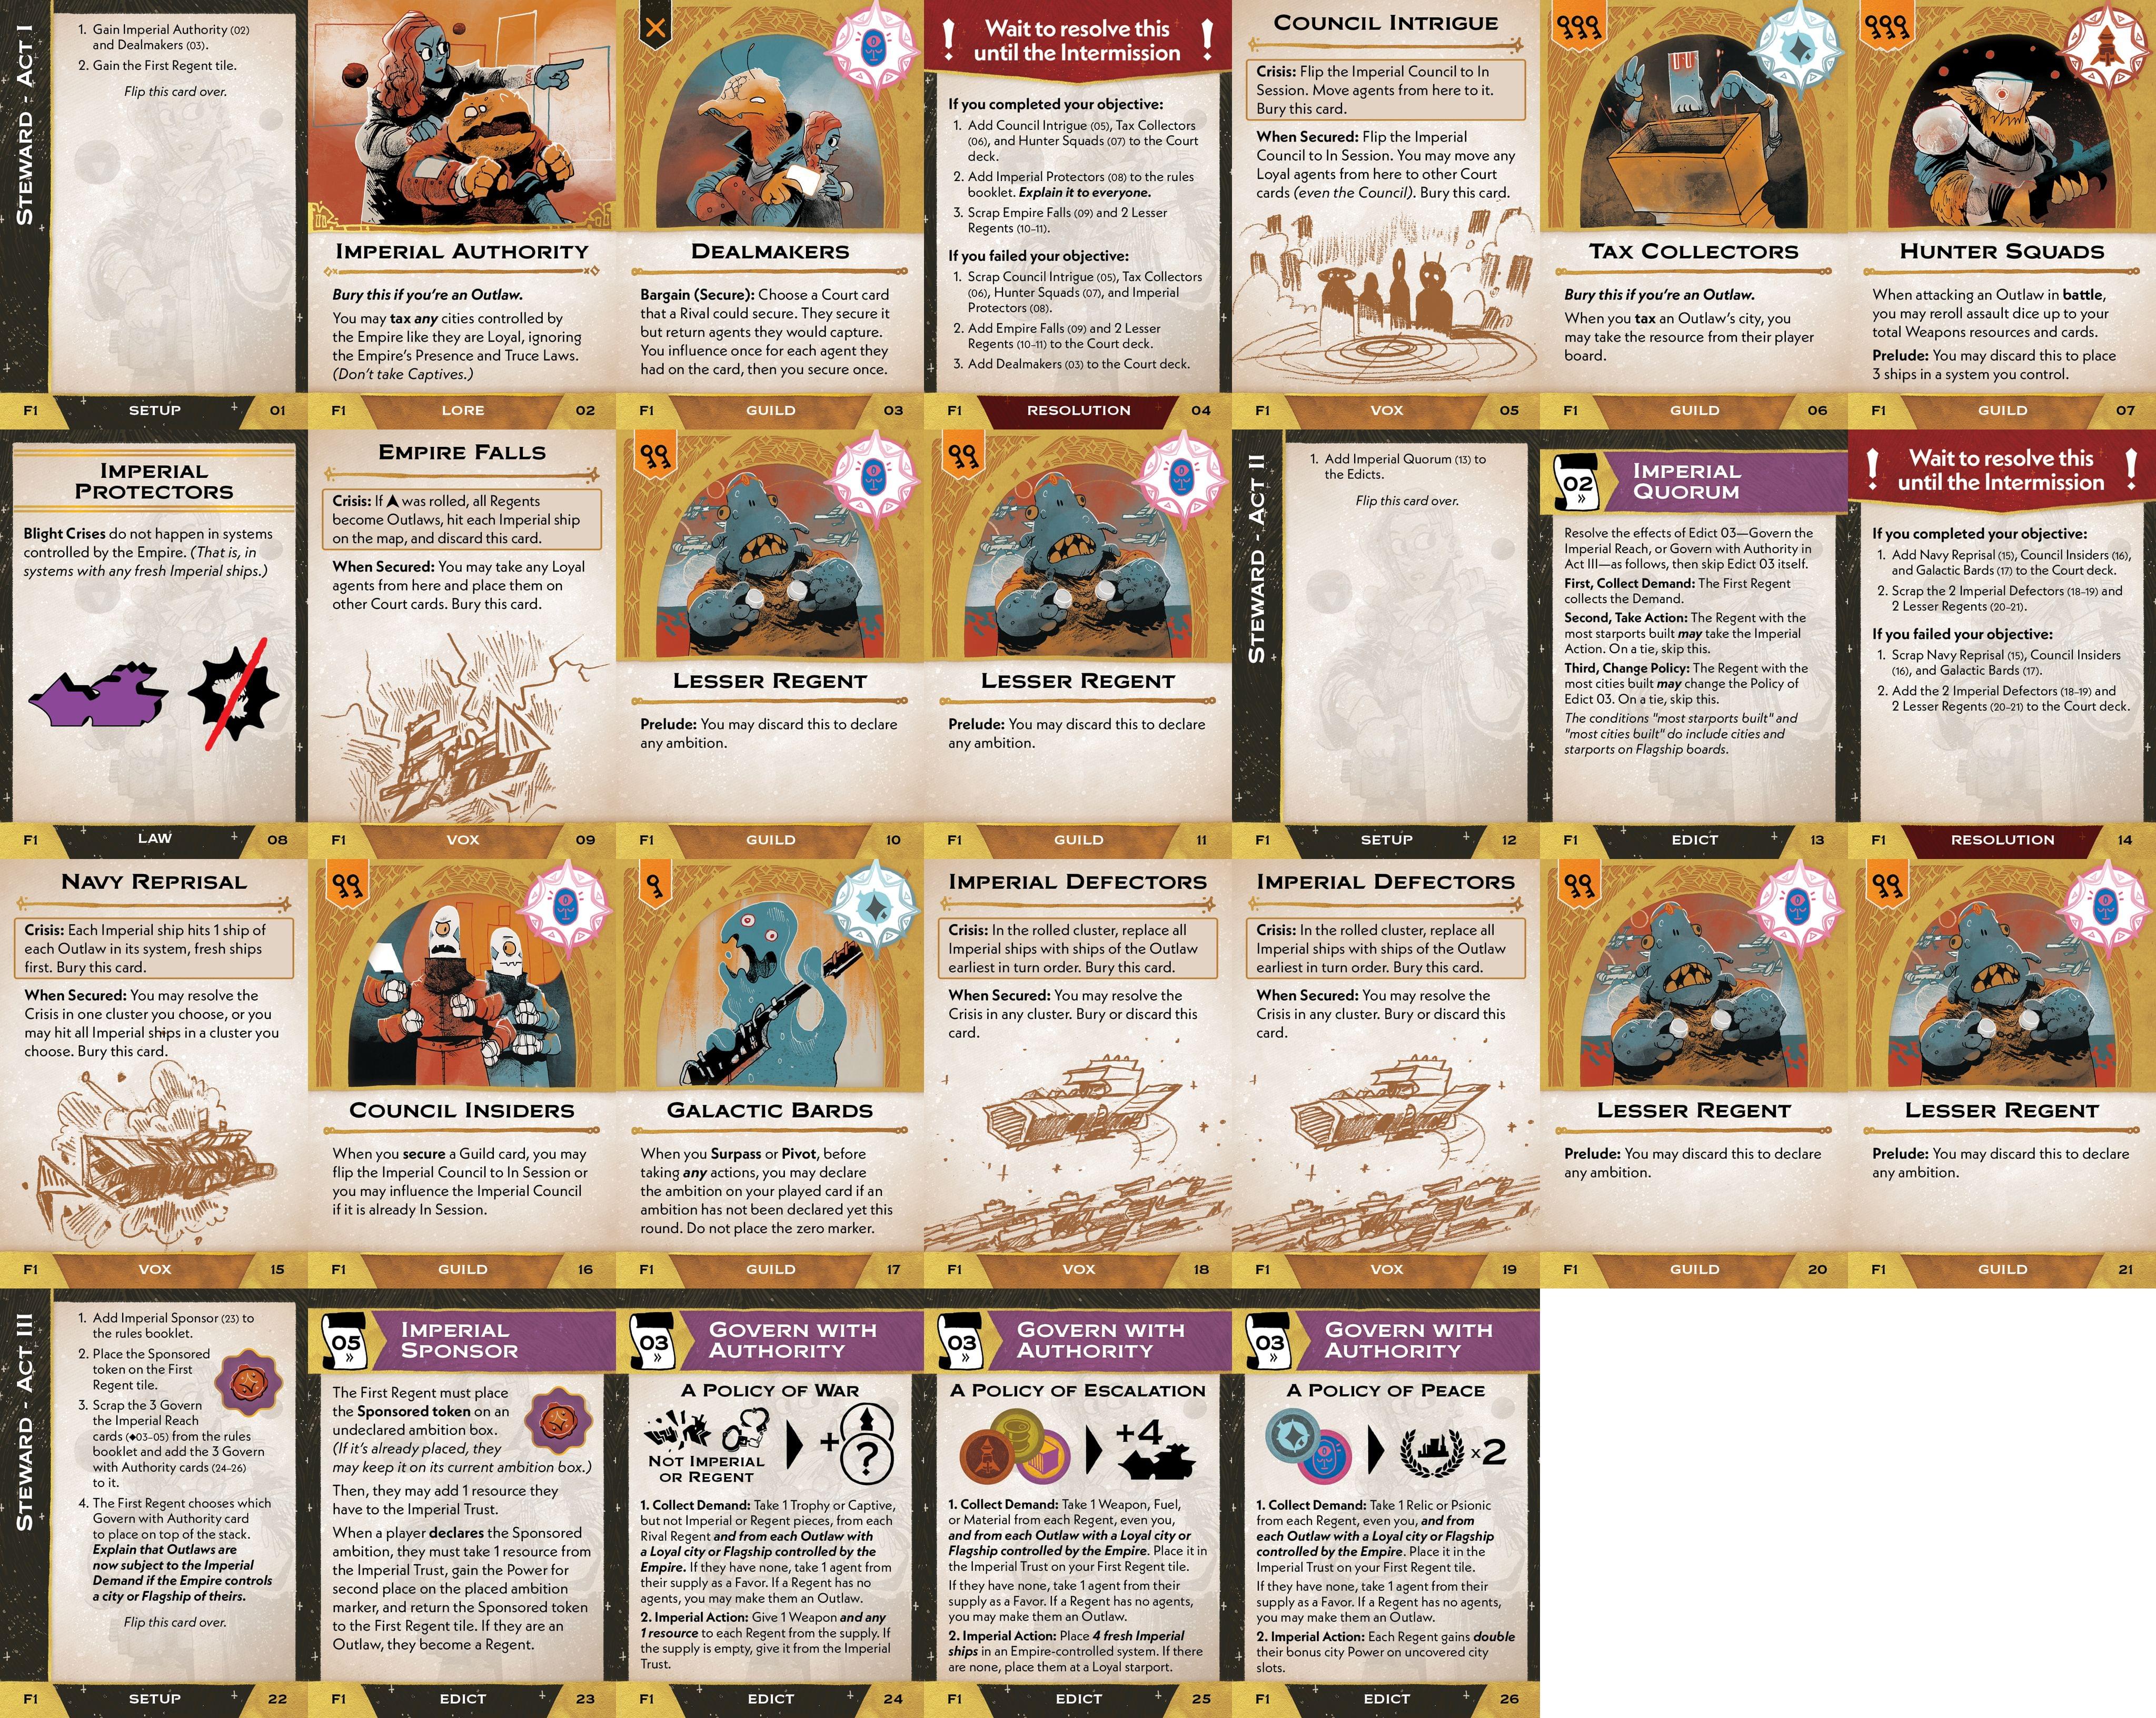 STEWARD - ACT I
1. Gain Imperial Authority (02)
and Dealmakers (03).
2. Gain the First Regent tile.
Flip this card over.
F1 SETUP 01
IMPERIAL AUTHORITY
Bury this if you're an Outlaw.
You may tax any cities controlled by
the Empire like they are Loyal, ignoring
the Empire's Presence and Truce Laws.
(Don't take Captives.)
F1 LORE 02
DEALMAKERS
Bargain (Secure): Choose a Court card
that a Rival could secure. They secure it
but return agents they would capture.
You influence once for each agent they
had on the card, then you secure once.
F1 GUILD 03
! Wait to resolve this !
until the Intermission
If you completed your objective:
1. Add Council Intrigue (05), Tax Collectors
(06), and Hunter Squads (07) to the Court
deck.
2. Add Imperial Protectors (08) to the rules
booklet. Explain it to everyone.
3. Scrap Empire Falls (09) and 2 Lesser
Regents (10–11).
If you failed your objective:
1. Scrap Council Intrigue (05), Tax Collectors
(06), Hunter Squads (07), and Imperial
Protectors (08).
2. Add Empire Falls (09) and 2 Lesser
Regents (10–11) to the Court deck.
3. Add Dealmakers (03) to the Court deck.
F1 RESOLUTION 04
COUNCIL INTRIGUE
Crisis: Flip the Imperial Council to In
Session. Move agents from here to it.
Bury this card.
When Secured: Flip the Imperial
Council to In Session. You may move any
Loyal agents from here to other Court
cards (even the Council). Bury this card.
F1 VOX 05
TAX COLLECTORS
Bury this if you're an Outlaw.
When you tax an Outlaw's city, you
may take the resource from their player
board.
F1 GUILD 06
HUNTER SQUADS
When attacking an Outlaw in battle,
you may reroll assault dice up to your
total Weapons resources and cards.
Prelude: You may discard this to place
3 ships in a system you control.
F1 GUILD 07
IMPERIAL
PROTECTORS
Blight Crises do not happen in systems
controlled by the Empire. (That is, in
systems with any fresh Imperial ships.)
F1 LAW 08
EMPIRE FALLS
Crisis: If was rolled, all Regents
become Outlaws, hit each Imperial ship
on the map, and discard this card.
When Secured: You may take any Loyal
agents from here and place them on
other Court cards. Bury this card.
F1 VOX 09
LESSER REGENT
Prelude: You may discard this to declare
any ambition.
F1 GUILD 10
LESSER REGENT
Prelude: You may discard this to declare
any ambition.
F1 GUILD 11
STEWARD - ACT II
1. Add Imperial Quorum (13) to
the Edicts.
Flip this card over.
F1 SETUP 12
02 »
IMPERIAL
QUORUM
Resolve the effects of Edict 03—Govern the
Imperial Reach, or Govern with Authority in
Act III—as follows, then skip Edict 03 itself.
First, Collect Demand: The First Regent
collects the Demand.
Second, Take Action: The Regent with the
most starports built may take the Imperial
Action. On a tie, skip this.
Third, Change Policy: The Regent with the
most cities built may change the Policy of
Edict 03. On a tie, skip this.
The conditions "most starports built" and
"most cities built" do include cities and
starports on Flagship boards.
F1 EDICT 13
! Wait to resolve this !
until the Intermission
If you completed your objective:
1. Add Navy Reprisal (15), Council Insiders (16),
and Galactic Bards (17) to the Court deck.
2. Scrap the 2 Imperial Defectors (18–19) and
2 Lesser Regents (20–21).
If you failed your objective:
1. Scrap Navy Reprisal (15), Council Insiders
(16), and Galactic Bards (17).
2. Add the 2 Imperial Defectors (18–19) and
2 Lesser Regents (20–21) to the Court deck.
F1 RESOLUTION 14
NAVY REPRISAL
Crisis: Each Imperial ship hits 1 ship of
each Outlaw in its system, fresh ships
first. Bury this card.
When Secured: You may resolve the
Crisis in one cluster you choose, or you
may hit all Imperial ships in a cluster you
choose. Bury this card.
F1 VOX 15
COUNCIL INSIDERS
When you secure a Guild card, you may
flip the Imperial Council to In Session or
you may influence the Imperial Council
if it is already In Session.
F1 GUILD 16
GALACTIC BARDS
When you Surpass or Pivot, before
taking any actions, you may declare
the ambition on your played card if an
ambition has not been declared yet this
round. Do not place the zero marker.
F1 GUILD 17
IMPERIAL DEFECTORS
Crisis: In the rolled cluster, replace all
Imperial ships with ships of the Outlaw
earliest in turn order. Bury this card.
When Secured: You may resolve the
Crisis in any cluster. Bury or discard this
card.
F1 VOX 18
IMPERIAL DEFECTORS
Crisis: In the rolled cluster, replace all
Imperial ships with ships of the Outlaw
earliest in turn order. Bury this card.
When Secured: You may resolve the
Crisis in any cluster. Bury or discard this
card.
F1 VOX 19
LESSER REGENT
Prelude: You may discard this to declare
any ambition.
F1 GUILD 20
LESSER REGENT
Prelude: You may discard this to declare
any ambition.
F1 GUILD 21
STEWARD - ACT III
1. Add Imperial Sponsor (23) to
the rules booklet.
2. Place the Sponsored
token on the First
Regent tile.
3. Scrap the 3 Govern
the Imperial Reach
cards (◆03–05) from the rules
booklet and add the 3 Govern
with Authority cards (24–26)
to it.
4. The First Regent chooses which
Govern with Authority card
to place on top of the stack.
Explain that Outlaws are
now subject to the Imperial
Demand if the Empire controls
a city or Flagship of theirs.
Flip this card over.
F1 SETUP 22
05 »
IMPERIAL
SPONSOR
The First Regent must place
the Sponsored token on an
undeclared ambition box.
(If it's already placed, they
may keep it on its current ambition box.)
Then, they may add 1 resource they
have to the Imperial Trust.
When a player declares the Sponsored
ambition, they must take 1 resource from
the Imperial Trust, gain the Power for
second place on the placed ambition
marker, and return the Sponsored token
to the First Regent tile. If they are an
Outlaw, they become a Regent.
F1 EDICT 23
03 »
GOVERN WITH
AUTHORITY
A POLICY OF WAR
+ ?
NOT IMPERIAL
OR REGENT
1. Collect Demand: Take 1 Trophy or Captive,
but not Imperial or Regent pieces, from each
Rival Regent and from each Outlaw with
a Loyal city or Flagship controlled by the
Empire. If they have none, take 1 agent from
their supply as a Favor. If a Regent has no
agents, you may make them an Outlaw.
2. Imperial Action: Give 1 Weapon and any
1 resource to each Regent from the supply. If
the supply is empty, give it from the Imperial
Trust.
F1 EDICT 24
03 »
GOVERN WITH
AUTHORITY
A POLICY OF ESCALATION
+4
1. Collect Demand: Take 1 Weapon, Fuel,
or Material from each Regent, even you,
and from each Outlaw with a Loyal city or
Flagship controlled by the Empire. Place it in
the Imperial Trust on your First Regent tile.
If they have none, take 1 agent from their
supply as a Favor. If a Regent has no agents,
you may make them an Outlaw.
2. Imperial Action: Place 4 fresh Imperial
ships in an Empire-controlled system. If there
are none, place them at a Loyal starport.
F1 EDICT 25
03 »
GOVERN WITH
AUTHORITY
A POLICY OF PEACE
x2
1. Collect Demand: Take 1 Relic or Psionic
from each Regent, even you, and from
each Outlaw with a Loyal city or Flagship
controlled by the Empire. Place it in the
Imperial Trust on your First Regent tile.
If they have none, take 1 agent from their
supply as a Favor. If a Regent has no agents,
you may make them an Outlaw.
2. Imperial Action: Each Regent gains double
their bonus city Power on uncovered city
slots.
F1 EDICT 26